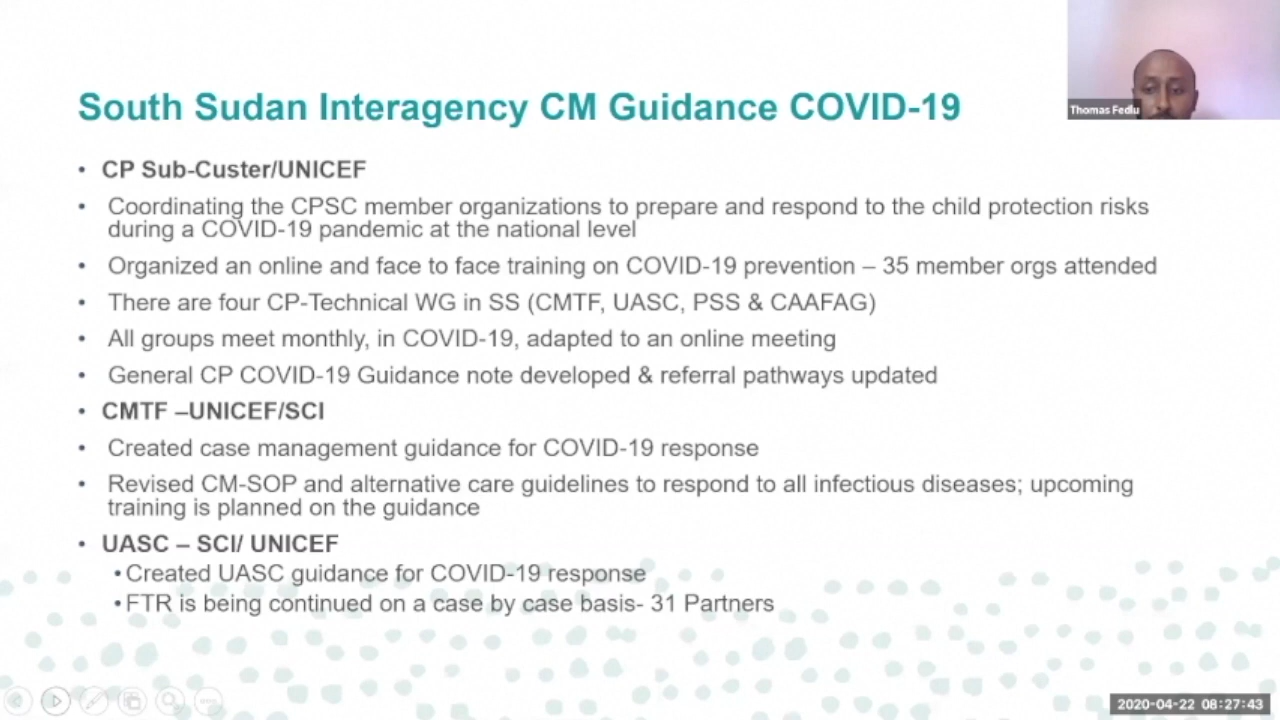 South Sudan Interagency CM Guidance COVID-19
Thomas Fedlu
• CP Sub-Custer/UNICEF
• Coordinating the CPSC member organizations to prepare and respond to the child protection risks
during a COVID-19 pandemic at the national level
• Organized an online and face to face training on COVID-19 prevention – 35 member orgs attended
• There are four CP-Technical WG in SS (CMTF, UASC, PSS & CAAFAG)
• All groups meet monthly, in COVID-19, adapted to an online meeting
• General CP COVID-19 Guidance note developed & referral pathways updated
• CMTF –UNICEF/SCI
• Created case management guidance for COVID-19 response
• Revised CM-SOP and alternative care guidelines to respond to all infectious diseases; upcoming
training is planned on the guidance
• UASC – SCI/ UNICEF
• Created UASC guidance for COVID-19 response
• FTR is being continued on a case by case basis- 31 Partners
2020-04-22 08:27:43